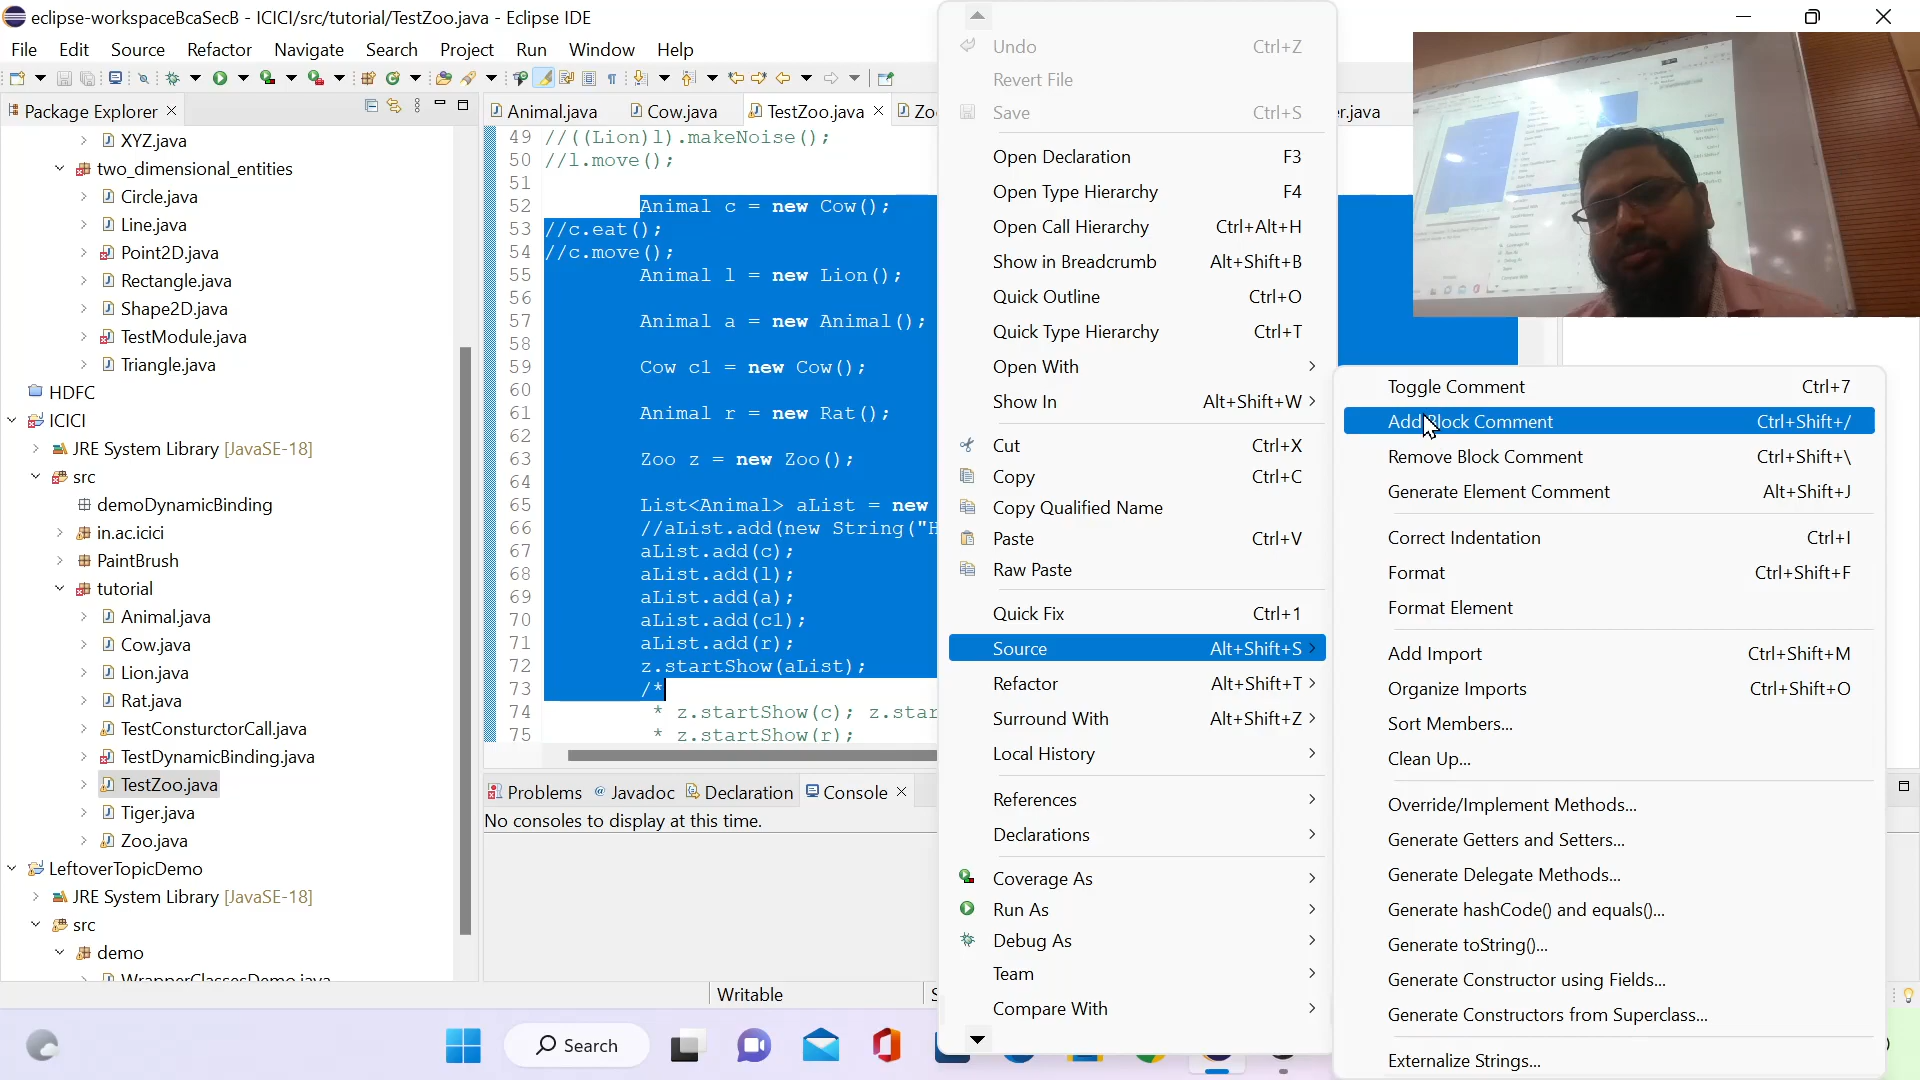 eclipse-workspaceBcaSecB - ICICI/src/tutorial/TestZoo.java - Eclipse IDE
File Edit Source Refactor Navigate Search Project Run Window Help
Package Explorer
XYZ.java
two_dimensional_entities
Circle.java
Line.java
Point2D.java
Rectangle.java
Shape2D.java
TestModule.java
Triangle.java
HDFC
ICICI
JRE System Library [JavaSE-18]
src
demoDynamicBinding
in.ac.icici
PaintBrush
tutorial
Animal.java
Cow.java
Lion.java
Rat.java
TestConsturctorCall.java
TestDynamicBinding.java
TestZoo.java
Tiger.java
Zoo.java
LeftoverTopicDemo
JRE System Library [JavaSE-18]
src
demo
WrapperClassesDemo.java
Animal.java Cow.java TestZoo.java Zo r.java
49 //((Lion)l).makeNoise();
50 //l.move();
51
52 Animal c = new Cow();
53 //c.eat();
54 //c.move();
55 Animal l = new Lion();
56
57 Animal a = new Animal();
58
59 Cow c1 = new Cow();
60
61 Animal r = new Rat();
62
63 Zoo z = new Zoo();
64
65 List<Animal> aList = new
66 //aList.add(new String("H
67 aList.add(c);
68 aList.add(l);
69 aList.add(a);
70 aList.add(c1);
71 aList.add(r);
72 z.startShow(aList);
73 /*
74 * z.startShow(c); z.star
75 * z.startShow(r);
Problems Javadoc Declaration Console
No consoles to display at this time.
Writable S
Undo Ctrl+Z
Revert File
Save Ctrl+S
Open Declaration F3
Open Type Hierarchy F4
Open Call Hierarchy Ctrl+Alt+H
Show in Breadcrumb Alt+Shift+B
Quick Outline Ctrl+O
Quick Type Hierarchy Ctrl+T
Open With
Show In Alt+Shift+W
Cut Ctrl+X
Copy Ctrl+C
Copy Qualified Name
Paste Ctrl+V
Raw Paste
Quick Fix Ctrl+1
Source Alt+Shift+S
Refactor Alt+Shift+T
Surround With Alt+Shift+Z
Local History
References
Declarations
Coverage As
Run As
Debug As
Team
Compare With
Toggle Comment Ctrl+7
Add Block Comment Ctrl+Shift+/
Remove Block Comment Ctrl+Shift+\
Generate Element Comment Alt+Shift+J
Correct Indentation Ctrl+I
Format Ctrl+Shift+F
Format Element
Add Import Ctrl+Shift+M
Organize Imports Ctrl+Shift+O
Sort Members...
Clean Up...
Override/Implement Methods...
Generate Getters and Setters...
Generate Delegate Methods...
Generate hashCode() and equals()...
Generate toString()...
Generate Constructor using Fields...
Generate Constructors from Superclass...
Externalize Strings...
Search